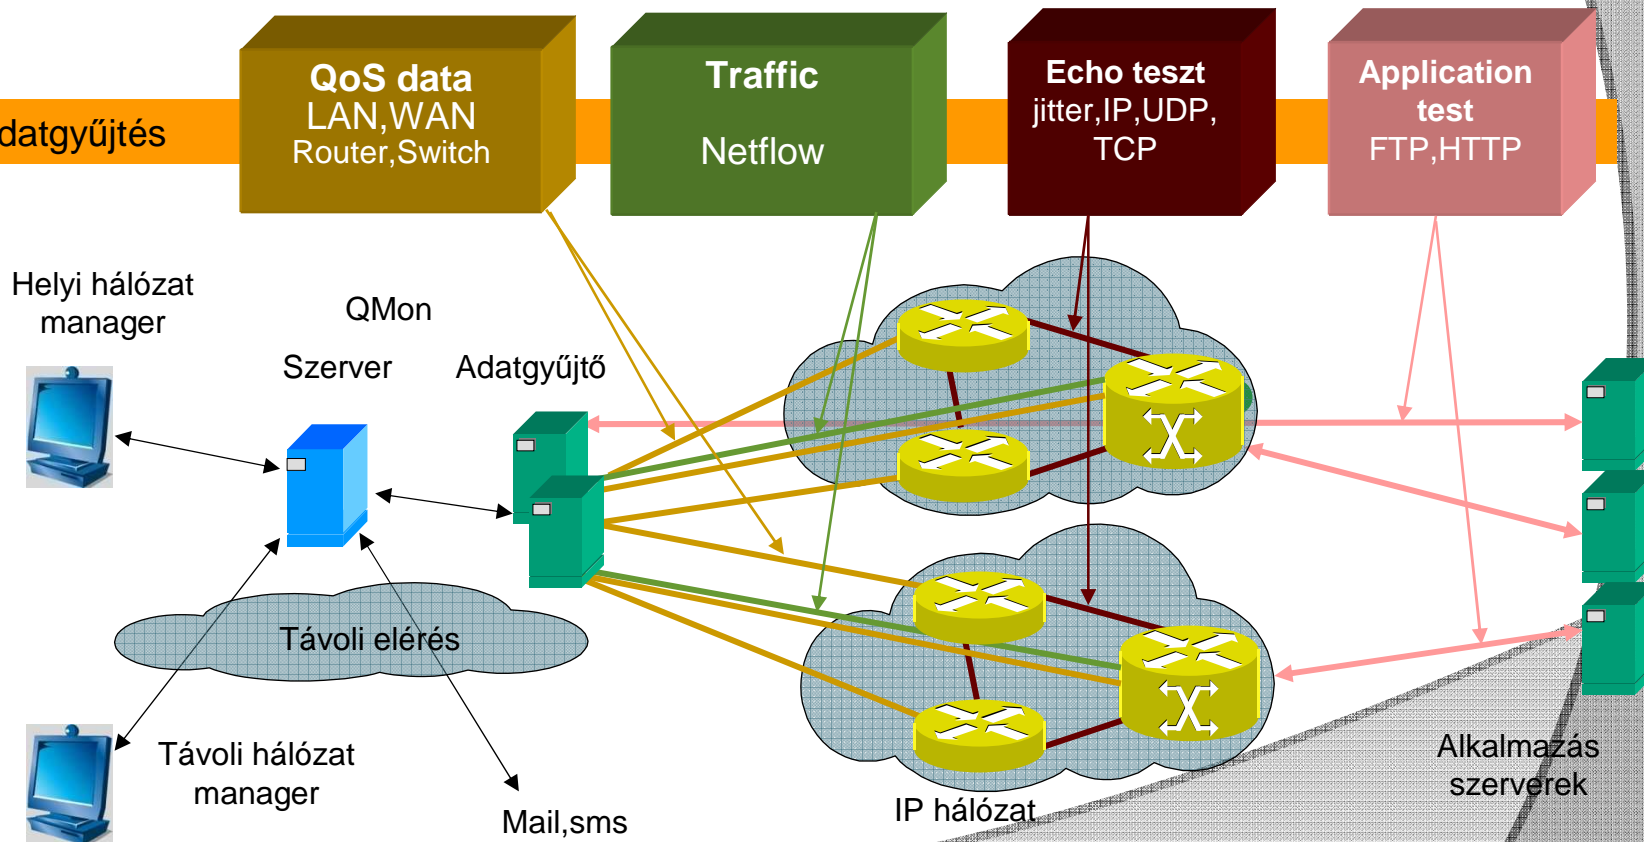 QoS data
LAN,WAN
Router,Switch
Traffic
Netflow
Echo teszt
jitter,IP,UDP,
TCP
Application
test
FTP,HTTP
datgyűjtés
Helyi hálózat
manager
QMon
Szerver
Adatgyűjtő
Távoli elérés
Távoli hálózat
manager
Mail,sms
IP hálózat
Alkalmazás
szerverek